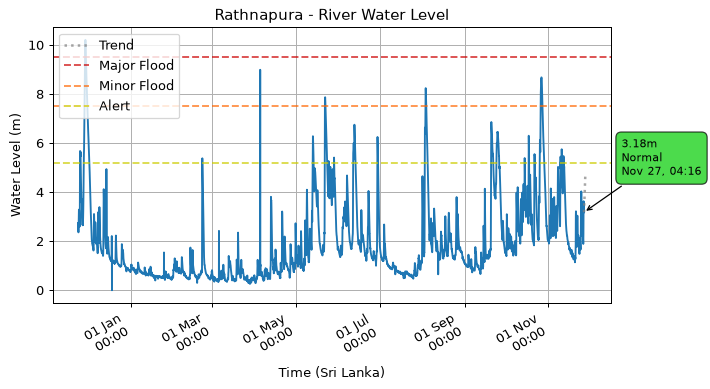 Rathnapura - River Water Level
Water Level (m)
10
8
6
4
2
0
Trend
Major Flood
Minor Flood
Alert
3.18m
Normal
Nov 27, 04:16
01 Jan
00:00
01 Mar
00:00
01 May
00:00
01 Jul
00:00
01 Sep
00:00
01 Nov
00:00
Time (Sri Lanka)